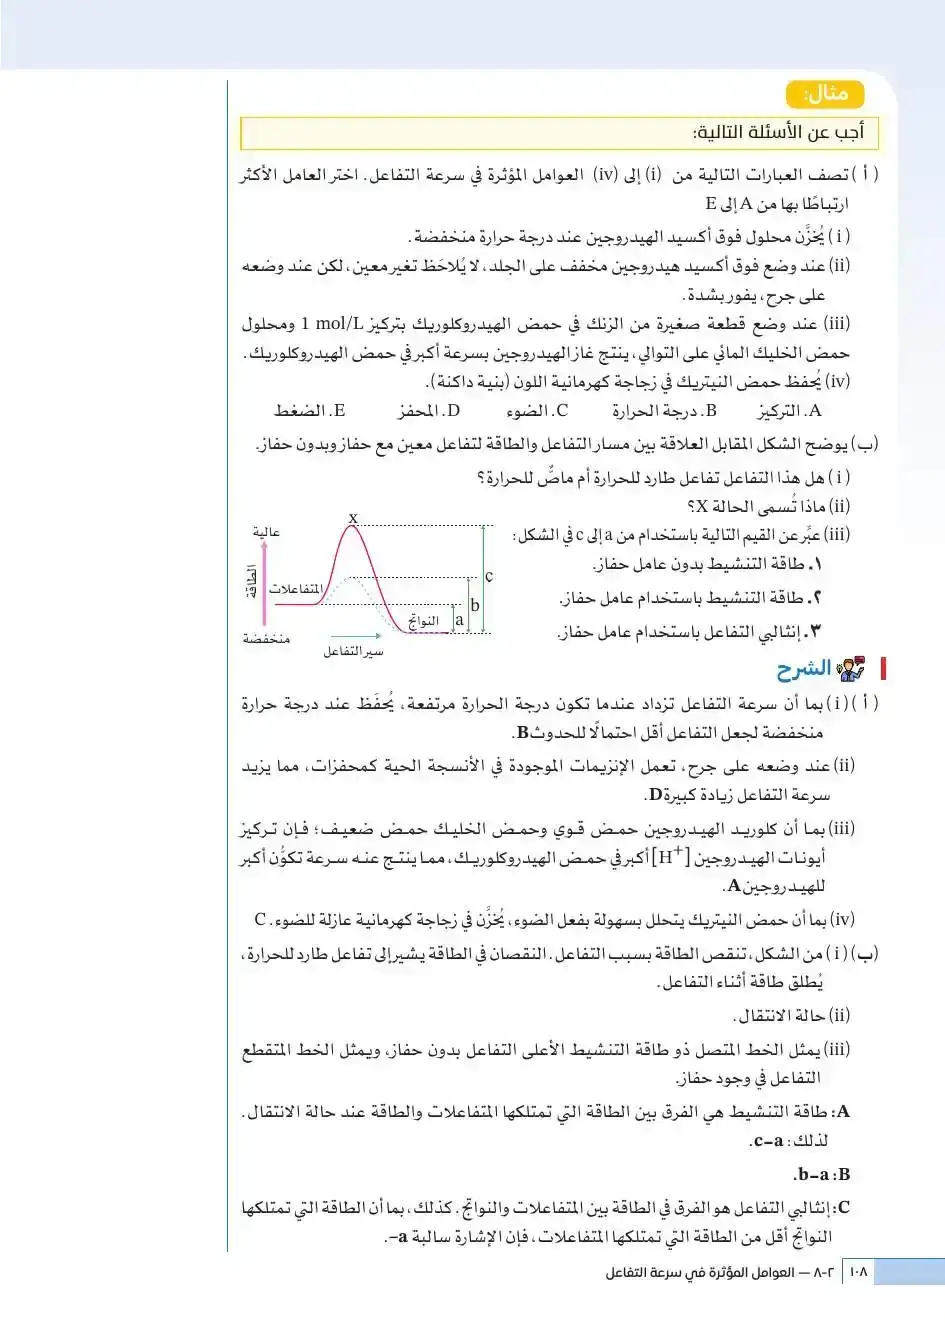 مثال:
أجب عن الأسئلة التالية:
( أ ) تصف العبارات التالية من (i) إلى (iv) العوامل المؤثرة في سرعة التفاعل. اختر العامل الأكثر
ارتباطًا بها من A إلى E
( i ) يُخزَّن محلول فوق أكسيد الهيدروجين عند درجة حرارة منخفضة.
(ii) عند وضع فوق أكسيد هيدروجين مخفف على الجلد، لا يُلاحَظ تغير معين، لكن عند وضعه
على جرح، يفور بشدة.
(iii) عند وضع قطعة صغيرة من الزنك في حمض الهيدروكلوريك بتركيز 1 mol/L ومحلول
حمض الخليك المائي على التوالي، ينتج غاز الهيدروجين بسرعة أكبر في حمض الهيدروكلوريك.
(iv) يُحفظ حمض النيتريك في زجاجة كهرمانية اللون (بنية داكنة).
A. التركيز B. درجة الحرارة C. الضوء D. المحفز E. الضغط
(ب) يوضح الشكل المقابل العلاقة بين مسار التفاعل والطاقة لتفاعل معين مع حفاز وبدون حفاز.
( i ) هل هذا التفاعل تفاعل طارد للحرارة أم ماصٌّ للحرارة؟
(ii) ماذا تُسمى الحالة X؟
(iii) عبِّر عن القيم التالية باستخدام من a إلى c في الشكل:
١. طاقة التنشيط بدون عامل حفاز.
٢. طاقة التنشيط باستخدام عامل حفاز.
٣. إنثالبي التفاعل باستخدام عامل حفاز.
X
عالية
الطاقة
المتفاعلات
c
b
a
النواتج
منخفضة
سير التفاعل
الشرح
( أ ) ( i ) بما أن سرعة التفاعل تزداد عندما تكون درجة الحرارة مرتفعة، يُحفَظ عند درجة حرارة
منخفضة لجعل التفاعل أقل احتمالًا للحدوث B.
(ii) عند وضعه على جرح، تعمل الإنزيمات الموجودة في الأنسجة الحية كمحفزات، مما يزيد
سرعة التفاعل زيادة كبيرة D.
(iii) بما أن كلوريد الهيدروجين حمض قوي وحمض الخليك حمض ضعيف؛ فإن تركيز
أيونات الهيدروجين [H+] أكبر في حمض الهيدروكلوريك، مما ينتج عنه سرعة تكوُّن أكبر
للهيدروجين A.
(iv) بما أن حمض النيتريك يتحلل بسهولة بفعل الضوء، يُخزَّن في زجاجة كهرمانية عازلة للضوء. C
(ب) ( i ) من الشكل، تنقص الطاقة بسبب التفاعل. النقصان في الطاقة يشير إلى تفاعل طارد للحرارة،
يُطلق طاقة أثناء التفاعل.
(ii) حالة الانتقال.
(iii) يمثل الخط المتصل ذو طاقة التنشيط الأعلى التفاعل بدون حفاز، ويمثل الخط المتقطع
التفاعل في وجود حفاز.
A: طاقة التنشيط هي الفرق بين الطاقة التي تمتلكها المتفاعلات والطاقة عند حالة الانتقال.
لذلك: c–a.
B: b–a.
C: إنثالبي التفاعل هو الفرق في الطاقة بين المتفاعلات والنواتج. كذلك، بما أن الطاقة التي تمتلكها
النواتج أقل من الطاقة التي تمتلكها المتفاعلات، فإن الإشارة سالبة a–.
١٠٨ ٢-٨ — العوامل المؤثرة في سرعة التفاعل